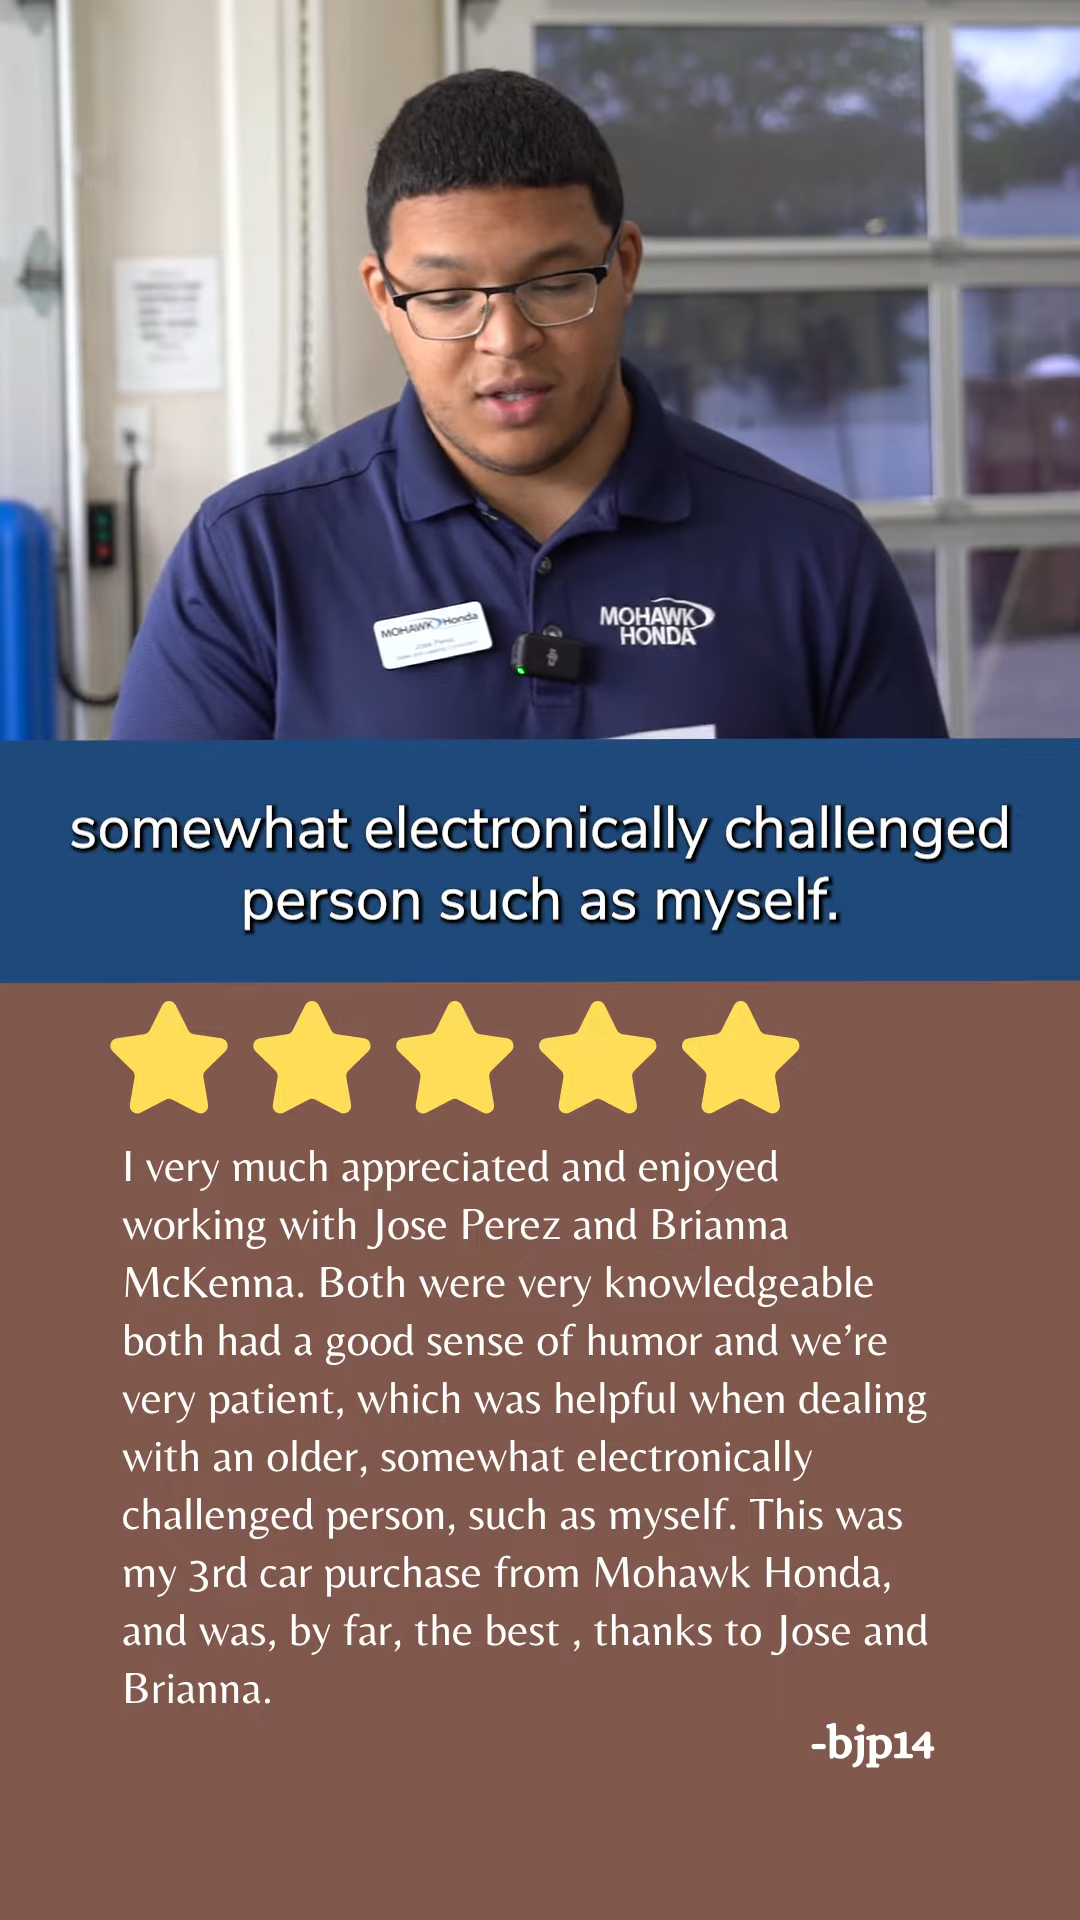 MOHAWK Honda
Jose Perez
MOHAWK
HONDA
somewhat electronically challenged
person such as myself.
I very much appreciated and enjoyed
working with Jose Perez and Brianna
McKenna. Both were very knowledgeable
both had a good sense of humor and we’re
very patient, which was helpful when dealing
with an older, somewhat electronically
challenged person, such as myself. This was
my 3rd car purchase from Mohawk Honda,
and was, by far, the best , thanks to Jose and
Brianna.
-bjp14